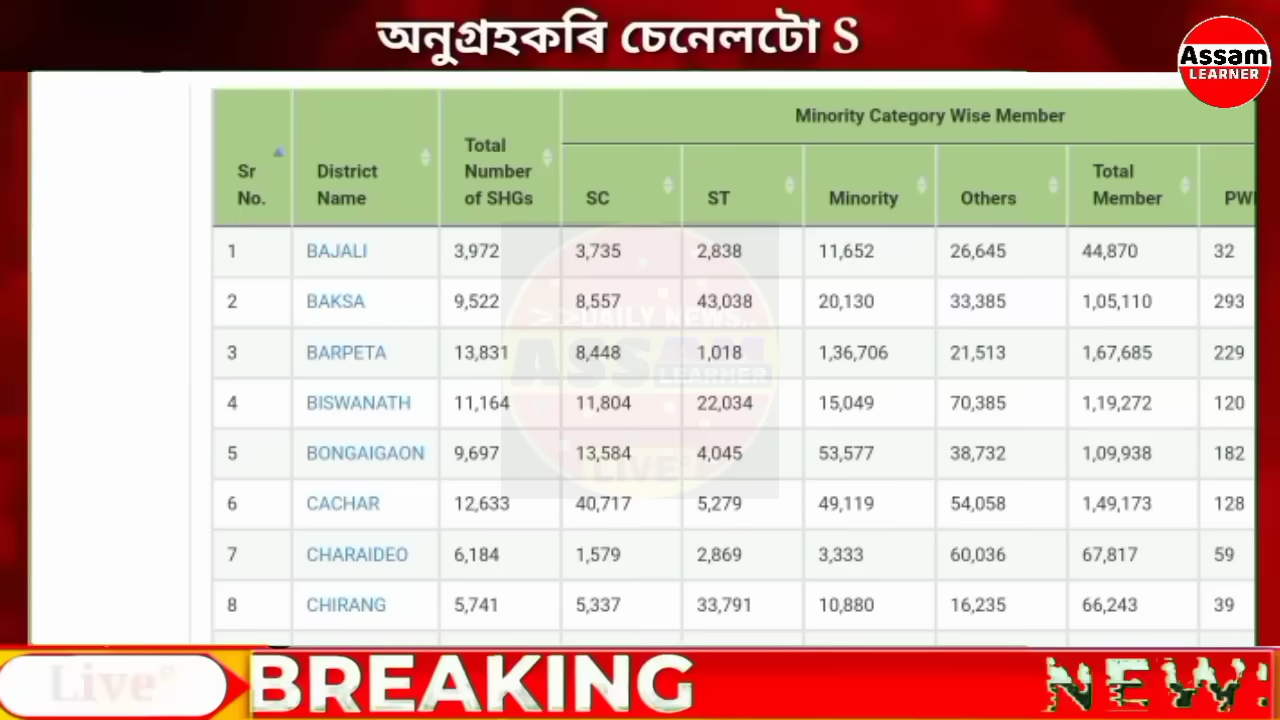 অনুগ্ৰহকৰি চেনেলটো S
Assam
LEARNER
Minority Category Wise Member
Sr No. District Name Total Number of SHGs SC ST Minority Others Total Member
1 BAJALI 3,972 3,735 2,838 11,652 26,645 44,870 32
2 BAKSA 9,522 8,557 43,038 20,130 33,385 1,05,110 293
3 BARPETA 13,831 8,448 1,018 1,36,706 21,513 1,67,685 229
4 BISWANATH 11,164 11,804 22,034 15,049 70,385 1,19,272 120
5 BONGAIGAON 9,697 13,584 4,045 53,577 38,732 1,09,938 182
6 CACHAR 12,633 40,717 5,279 49,119 54,058 1,49,173 128
7 CHARAIDEO 6,184 1,579 2,869 3,333 60,036 67,817 59
8 CHIRANG 5,741 5,337 33,791 10,880 16,235 66,243 39
>>DAILY NEWS..
ASSAM
LEARNER
LIVE
Live
BREAKING NEW